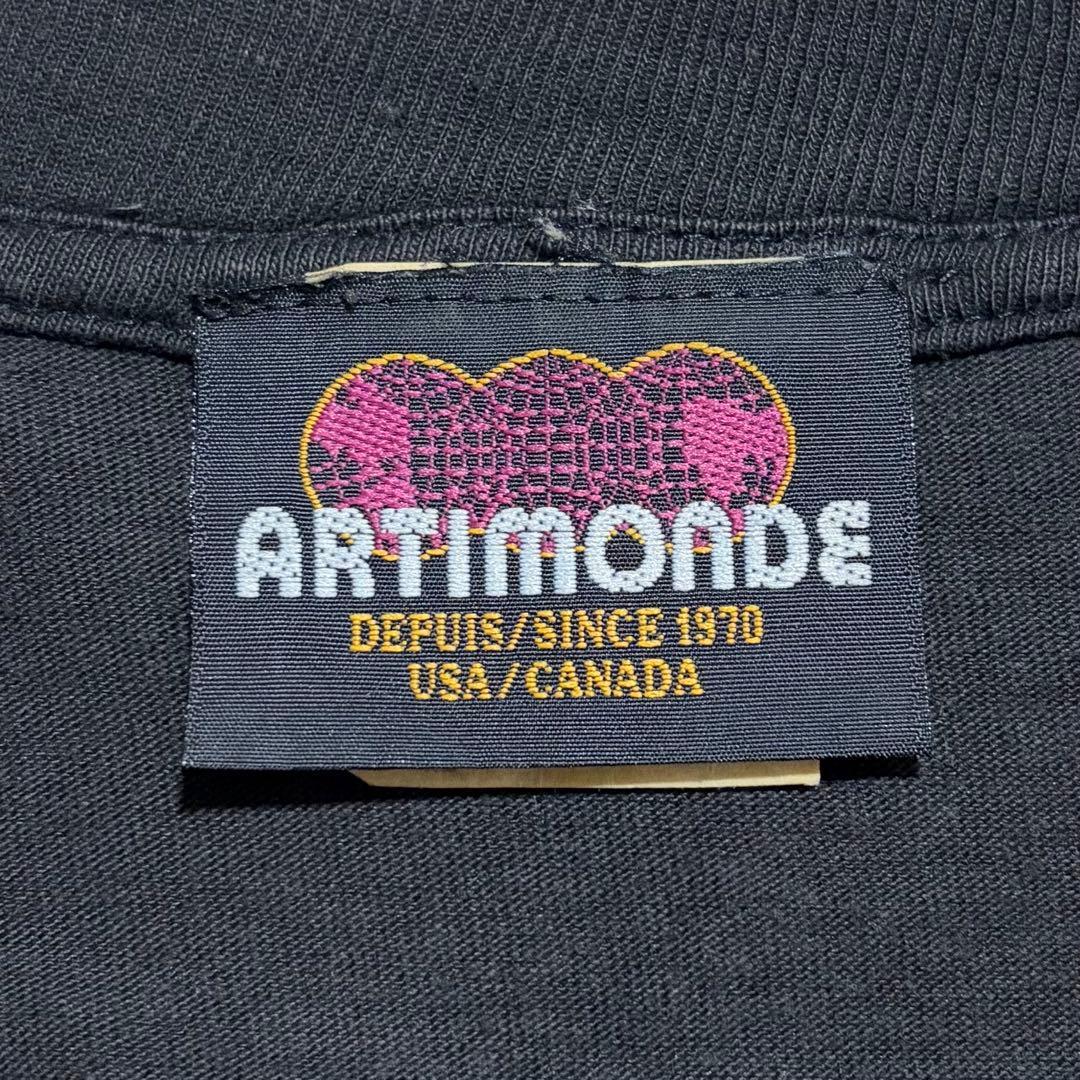 ARTIMONDE
DEPUIS/SINCE 1970
USA/CANADA